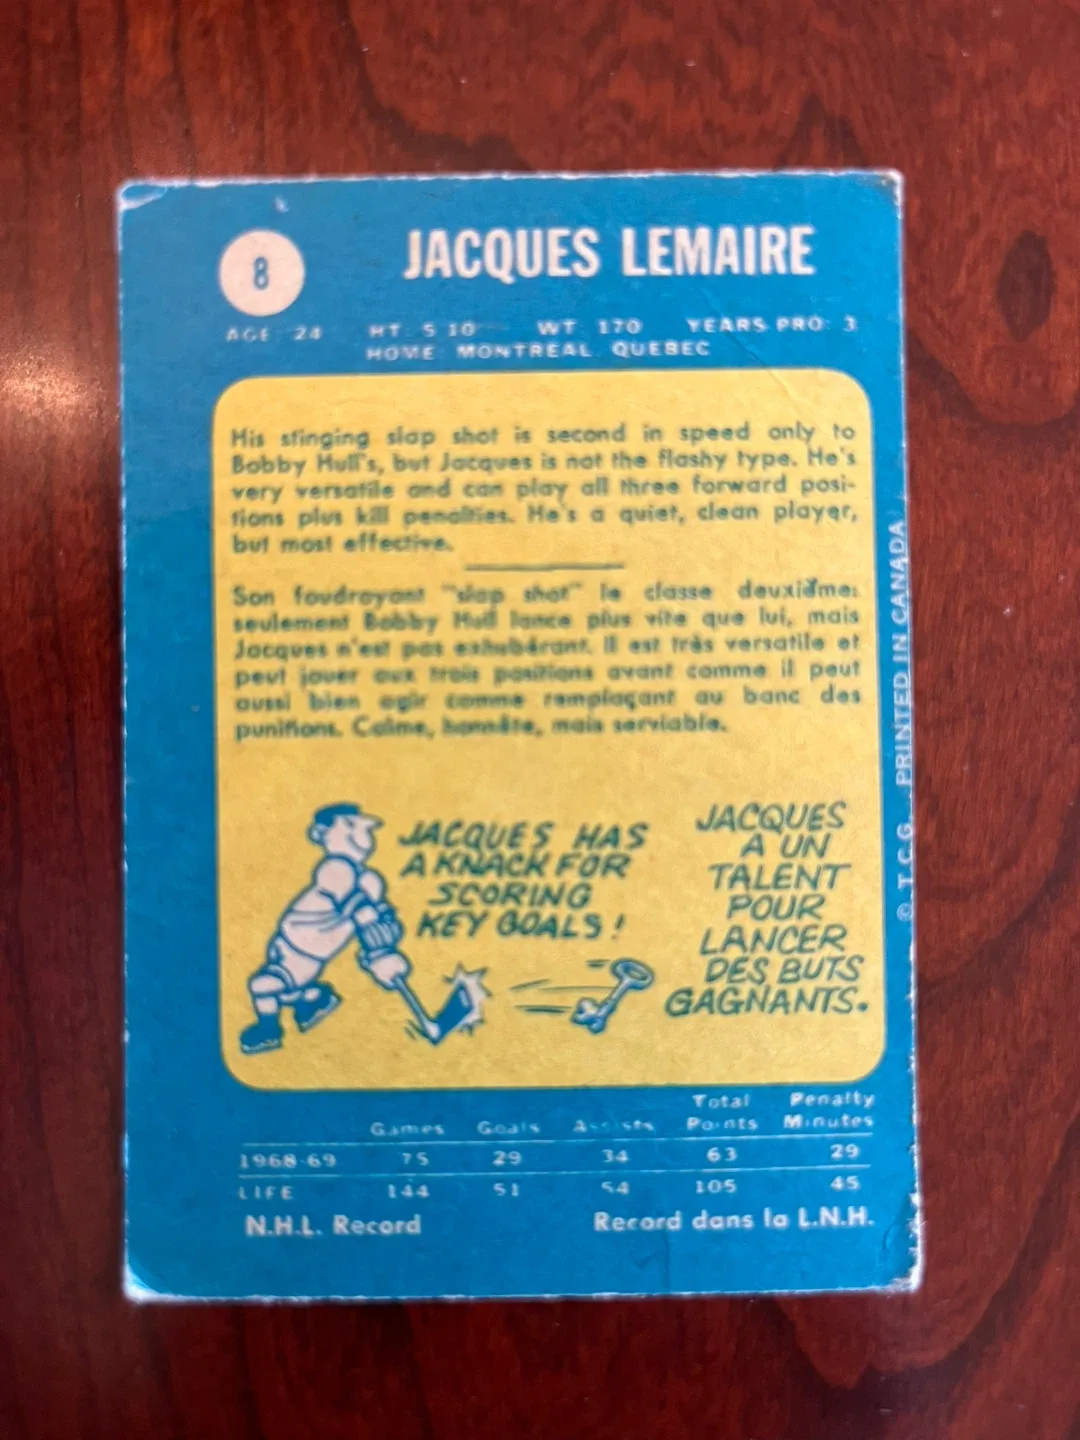 8
JACQUES LEMAIRE
AGE 24 HT. 5 10 WT. 170 YEARS PRO: 3
HOME MONTREAL, QUEBEC
His stinging slap shot is second in speed only to
Bobby Hull's, but Jacques is not the flashy type. He's
very versatile and can play all three forward posi-
tions plus kill penalties. He's a quiet, clean player,
but most effective.
Son foudroyant "slap shot" le classe deuxième:
seulement Bobby Hull lance plus vite que lui, mais
Jacques n'est pas exhubérant. Il est très versatile et
peut jouer aux trois positions avant comme il peut
aussi bien agir comme remplaçant au banc des
punitions. Calme, honnête, mais serviable.
JACQUES HAS
A KNACK FOR
SCORING
KEY GOALS!
JACQUES
A UN
TALENT
POUR
LANCER
DES BUTS
GAGNANTS.
Games Goals Assists Total Points Penalty Minutes
1968-69 75 29 34 63 29
LIFE 144 51 54 105 45
N.H.L. Record Record dans la L.N.H.
© T.C.G. PRINTED IN CANADA